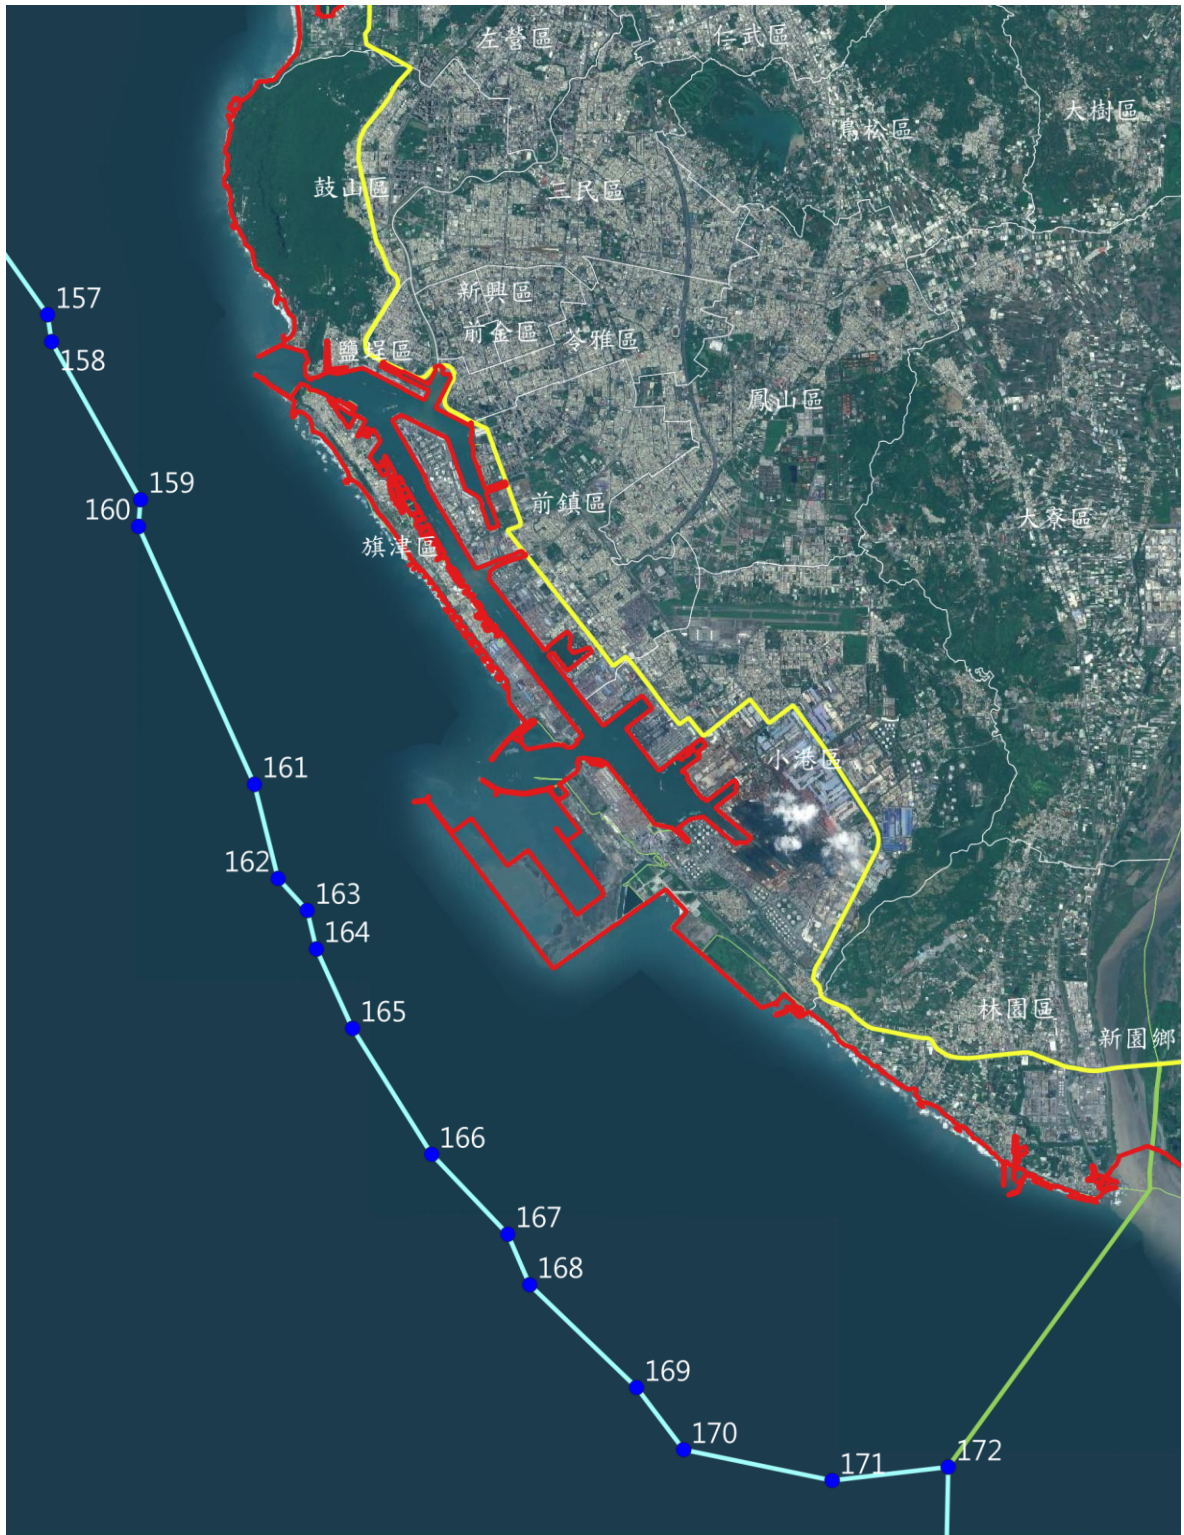 左營區
仁武區
大樹區
鳥松區
鼓山區
三民區
新興區
157
前金區
苓雅區
158
鹽埕區
鳳山區
159
前鎮區
160
大寮區
旗津區
小港區
161
162
163
164
林園區
165
新園鄉
166
167
168
169
170
171
172